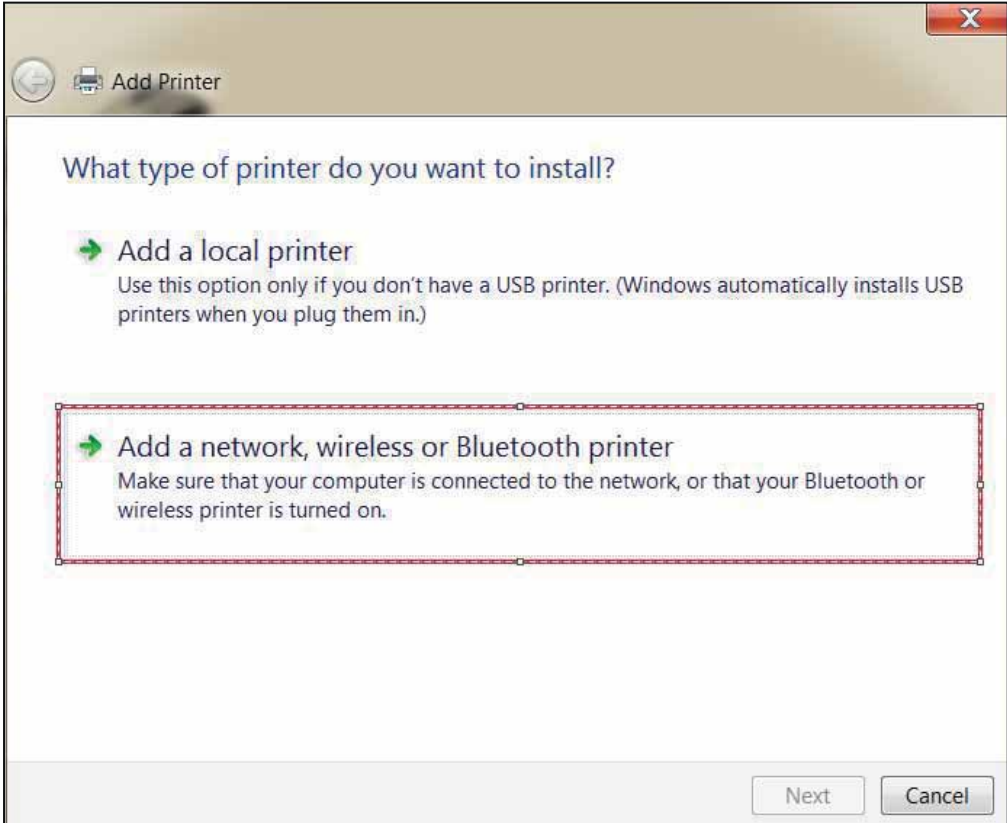 Add Printer
What type of printer do you want to install?
Add a local printer
Use this option only if you don't have a USB printer. (Windows automatically installs USB
printers when you plug them in.)
Add a network, wireless or Bluetooth printer
Make sure that your computer is connected to the network, or that your Bluetooth or
wireless printer is turned on.
Next
Cancel